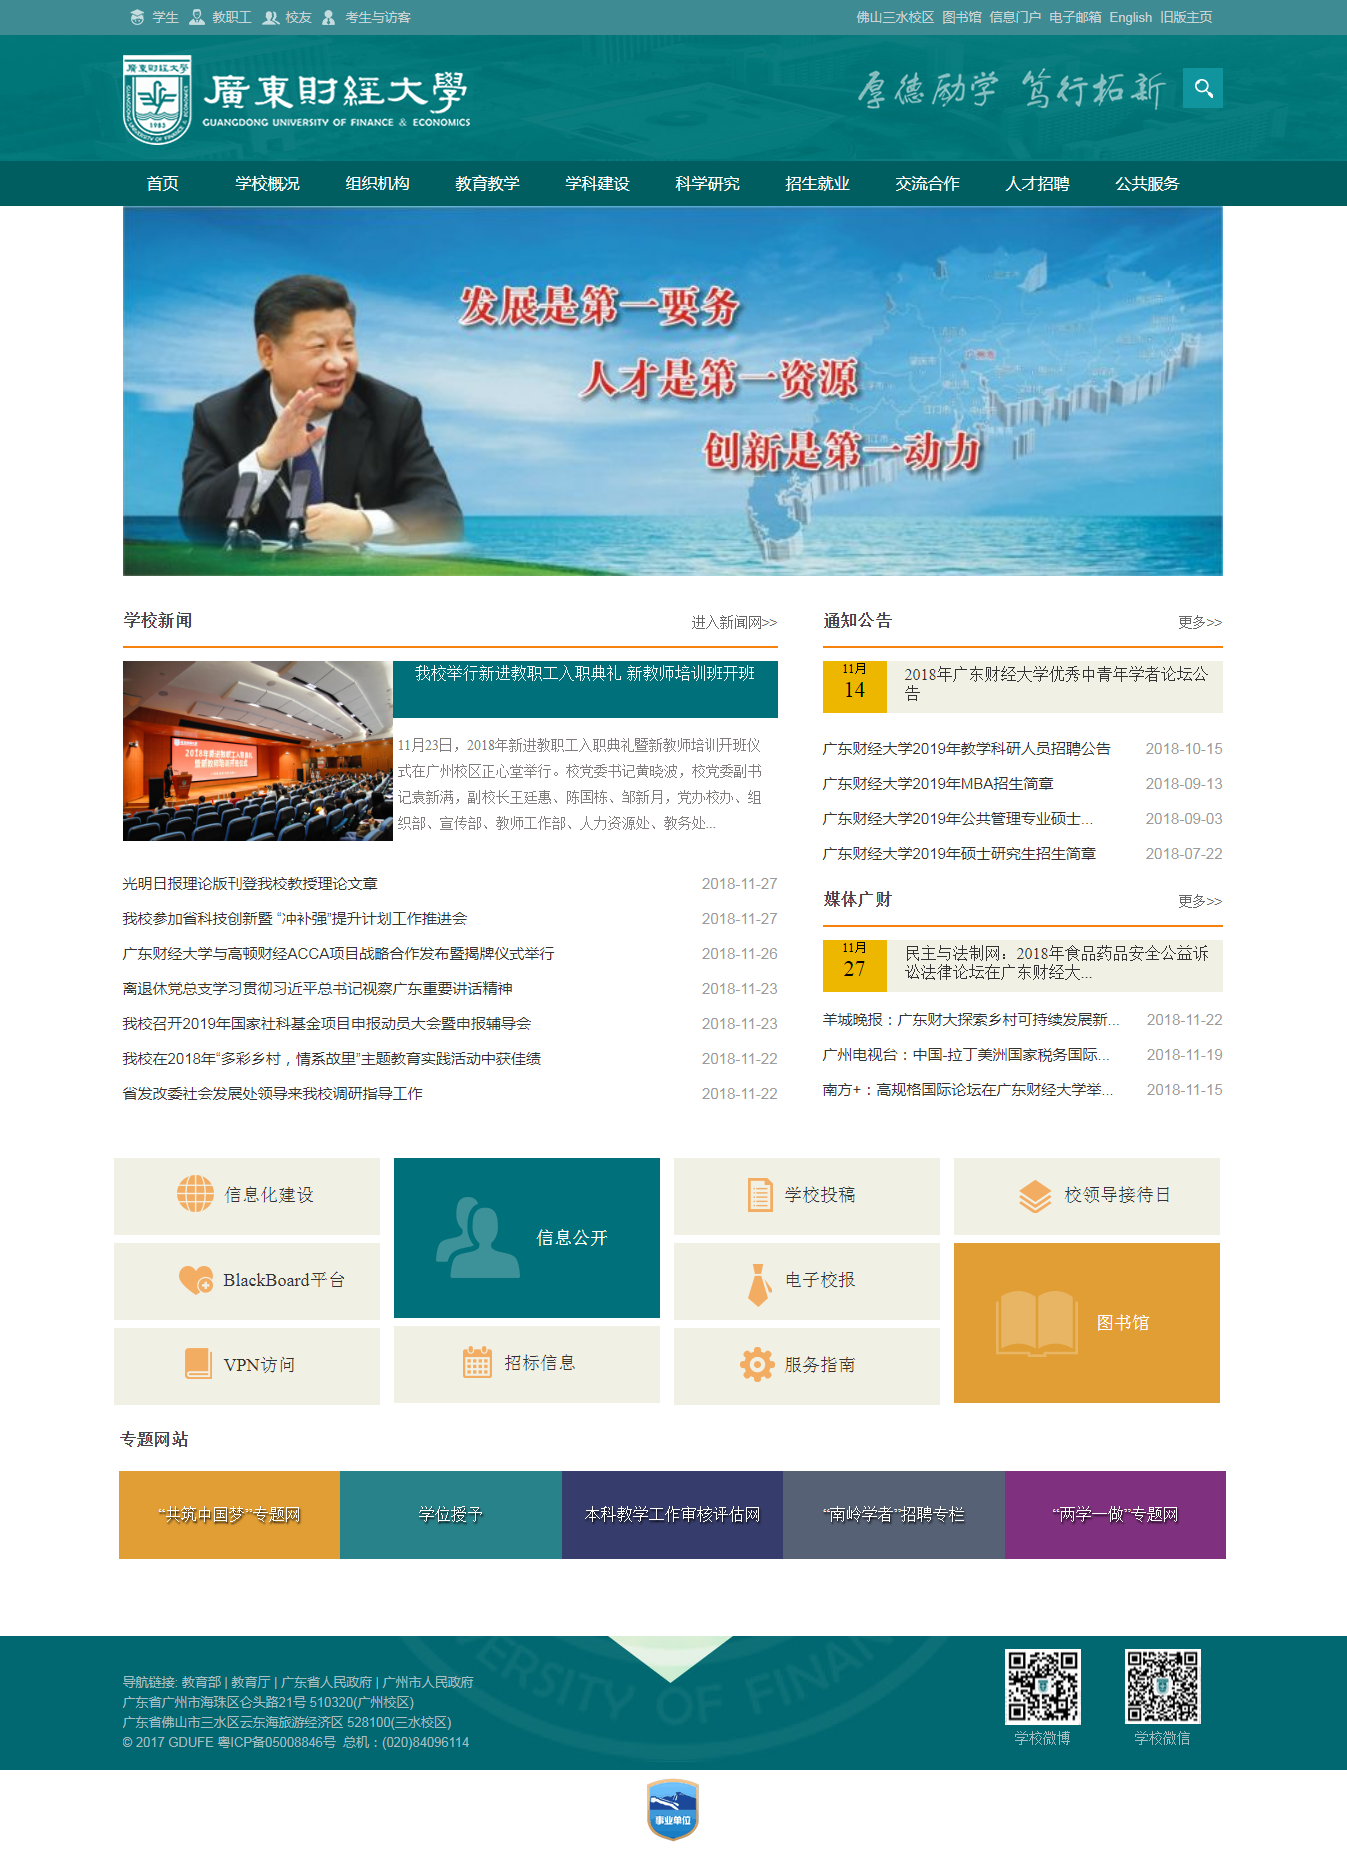 学生 教职工 校友 考生与访客
佛山三水校区 图书馆 信息门户 电子邮箱 English 旧版主页
廣東財經大學
GUANGDONG UNIVERSITY OF FINANCE & ECONOMICS
1983
厚德励学 笃行拓新
首页 学校概况 组织机构 教育教学 学科建设 科学研究 招生就业 交流合作 人才招聘 公共服务
发展是第一要务
人才是第一资源
创新是第一动力
学校新闻
进入新闻网>>
我校举行新进教职工入职典礼 新教师培训班开班
11月23日，2018年新进教职工入职典礼暨新教师培训开班仪
式在广州校区正心堂举行。校党委书记黄晓波，校党委副书
记袁新满，副校长王廷惠、陈国栋、邹新月，党办校办、组
织部、宣传部、教师工作部、人力资源处、教务处...
光明日报理论版刊登我校教授理论文章 2018-11-27
我校参加省科技创新暨 “冲补强”提升计划工作推进会 2018-11-27
广东财经大学与高顿财经ACCA项目战略合作发布暨揭牌仪式举行 2018-11-26
离退休党总支学习贯彻习近平总书记视察广东重要讲话精神 2018-11-23
我校召开2019年国家社科基金项目申报动员大会暨申报辅导会 2018-11-23
我校在2018年“多彩乡村，情系故里”主题教育实践活动中获佳绩 2018-11-22
省发改委社会发展处领导来我校调研指导工作 2018-11-22
通知公告
更多>>
11月
14
2018年广东财经大学优秀中青年学者论坛公
告
广东财经大学2019年教学科研人员招聘公告 2018-10-15
广东财经大学2019年MBA招生简章 2018-09-13
广东财经大学2019年公共管理专业硕士... 2018-09-03
广东财经大学2019年硕士研究生招生简章 2018-07-22
媒体广财
更多>>
11月
27
民主与法制网：2018年食品药品安全公益诉
讼法律论坛在广东财经大...
羊城晚报：广东财大探索乡村可持续发展新... 2018-11-22
广州电视台：中国-拉丁美洲国家税务国际... 2018-11-19
南方+：高规格国际论坛在广东财经大学举... 2018-11-15
信息化建设
BlackBoard平台
VPN访问
信息公开
招标信息
学校投稿
电子校报
服务指南
校领导接待日
图书馆
专题网站
“共筑中国梦”专题网
学位授予
本科教学工作审核评估网
“南岭学者”招聘专栏
“两学一做”专题网
导航链接: 教育部 | 教育厅 | 广东省人民政府 | 广州市人民政府
广东省广州市海珠区仑头路21号 510320(广州校区)
广东省佛山市三水区云东海旅游经济区 528100(三水校区)
© 2017 GDUFE 粤ICP备05008846号 总机：(020)84096114
学校微博
学校微信
事业单位